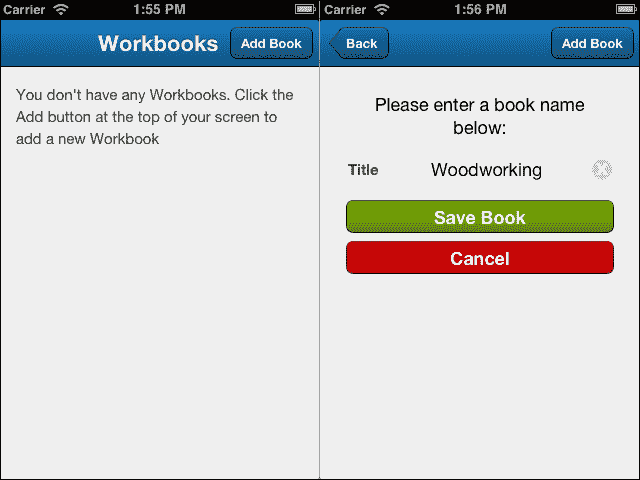 Carrier 1:55 PM
Workbooks Add Book
You don't have any Workbooks. Click the
Add button at the top of your screen to
add a new Workbook
Carrier 1:56 PM
Back Add Book
Please enter a book name
below:
Title Woodworking
Save Book
Cancel